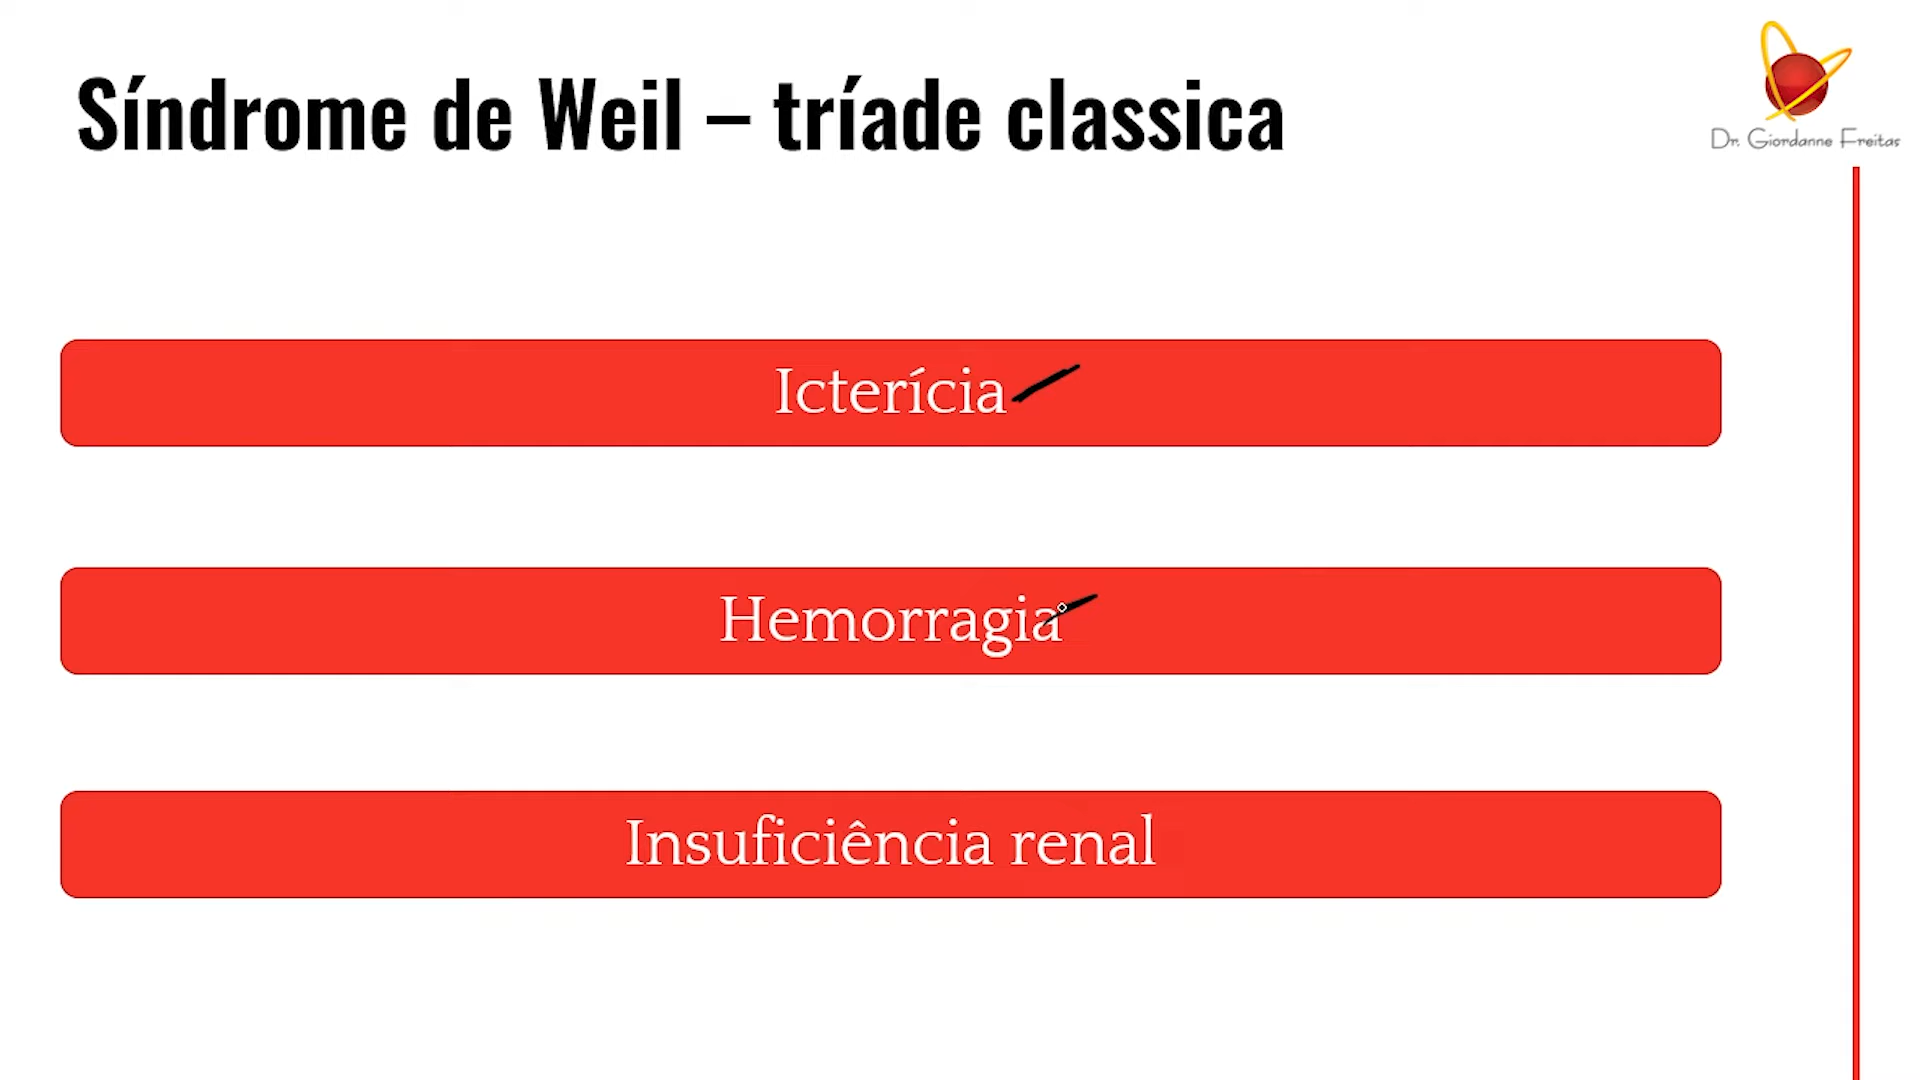 Síndrome de Weil – tríade classica
Dr. Giordanne Freitas
Icterícia
Hemorragia
Insuficiência renal